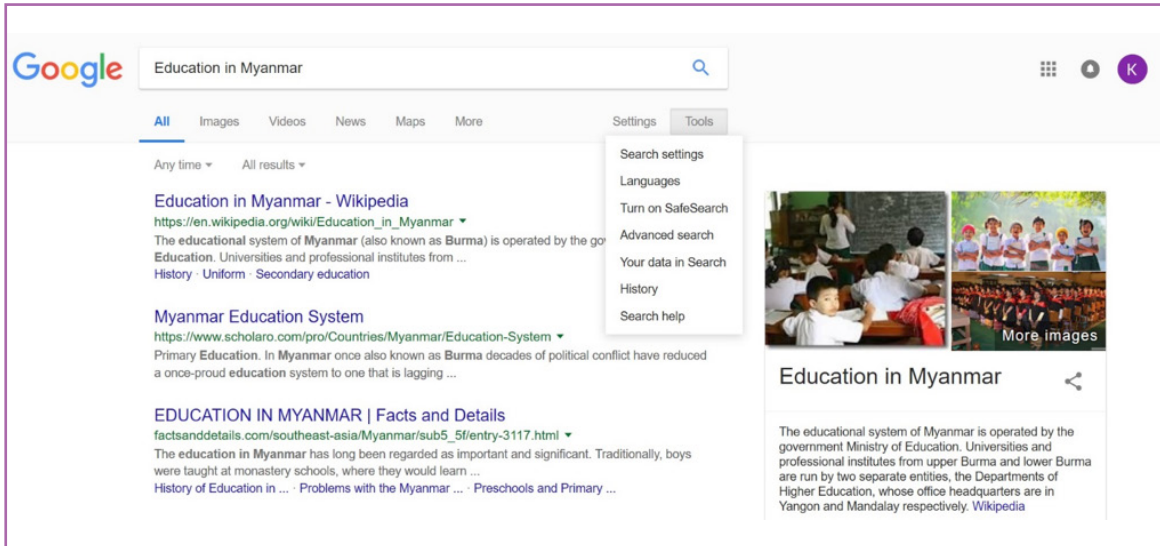 Google
Education in Myanmar
K
All Images Videos News Maps More Settings Tools
Any time All results
Search settings
Languages
Turn on SafeSearch
Advanced search
Your data in Search
History
Search help
Education in Myanmar - Wikipedia
https://en.wikipedia.org/wiki/Education_in_Myanmar
The educational system of Myanmar (also known as Burma) is operated by the gov
Education. Universities and professional institutes from ...
History · Uniform · Secondary education
Myanmar Education System
https://www.scholaro.com/pro/Countries/Myanmar/Education-System
Primary Education. In Myanmar once also known as Burma decades of political conflict have reduced
a once-proud education system to one that is lagging ...
EDUCATION IN MYANMAR | Facts and Details
factsanddetails.com/southeast-asia/Myanmar/sub5_5f/entry-3117.html
The education in Myanmar has long been regarded as important and significant. Traditionally, boys
were taught at monastery schools, where they would learn ...
History of Education in ... · Problems with the Myanmar ... · Preschools and Primary ...
More images
Education in Myanmar
The educational system of Myanmar is operated by the
government Ministry of Education. Universities and
professional institutes from upper Burma and lower Burma
are run by two separate entities, the Departments of
Higher Education, whose office headquarters are in
Yangon and Mandalay respectively. Wikipedia